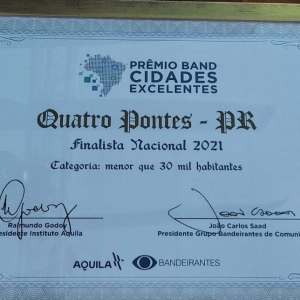 PRÊMIO BAND
CIDADES
EXCELENTES
Quatro Pontes - PR
Finalista Nacional 2021
Categoria: menor que 30 mil habitantes
Raimundo Godoy
João Carlos Saad
esidente Instituto Aquila
Presidente Grupo Bandeirantes de Comuni
AQUILA
BANDEIRANTES